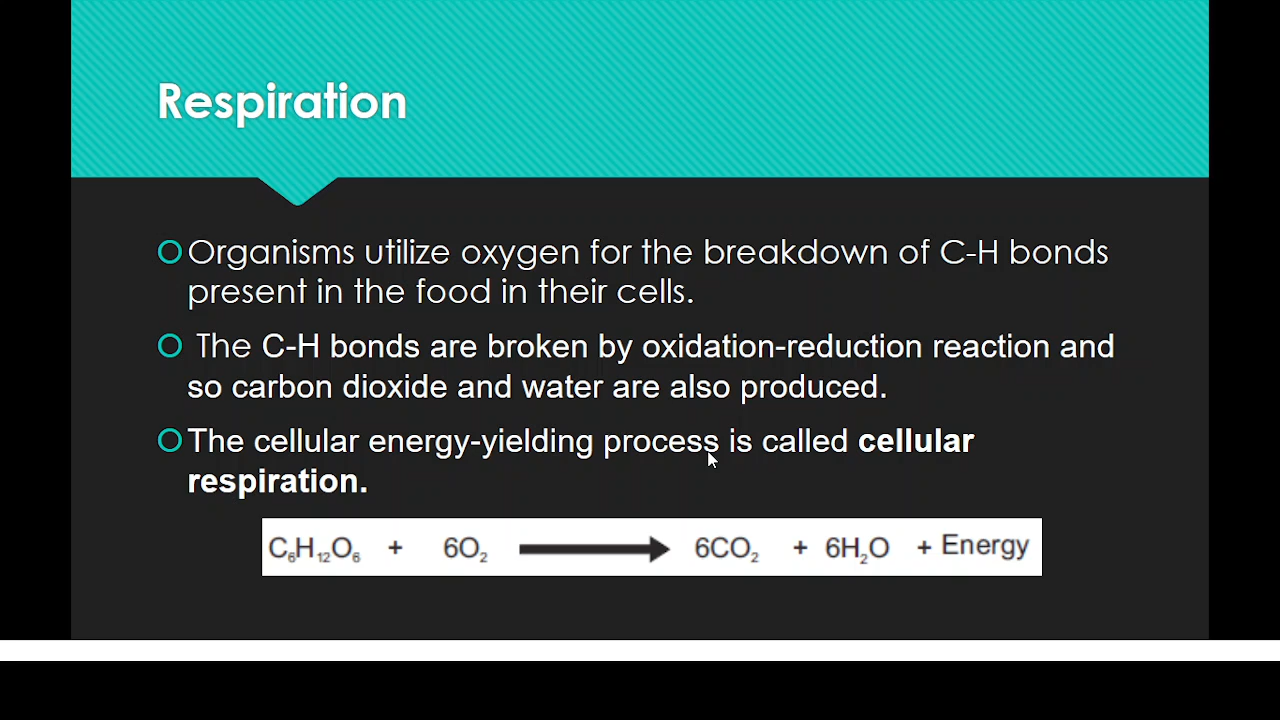 Respiration
Organisms utilize oxygen for the breakdown of C-H bonds
present in the food in their cells.
The C-H bonds are broken by oxidation-reduction reaction and
so carbon dioxide and water are also produced.
The cellular energy-yielding process is called cellular
respiration.
C₆H₁₂O₆ + 6O₂ → 6CO₂ + 6H₂O + Energy